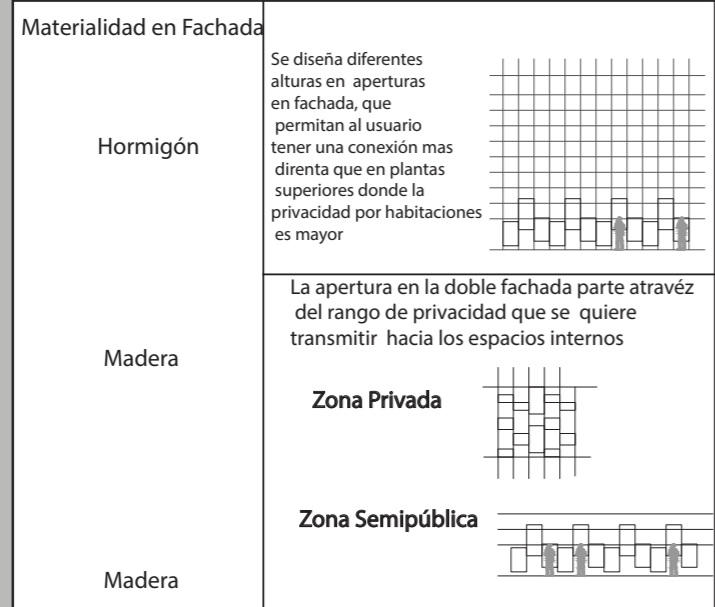 Materialidad en Fachada
Hormigón
Se diseña diferentes
alturas en aperturas
en fachada, que
permitan al usuario
tener una conexión mas
direnta que en plantas
superiores donde la
privacidad por habitaciones
es mayor
Madera
La apertura en la doble fachada parte atravéz
del rango de privacidad que se quiere
transmitir hacia los espacios internos
Zona Privada
Zona Semipública
Madera